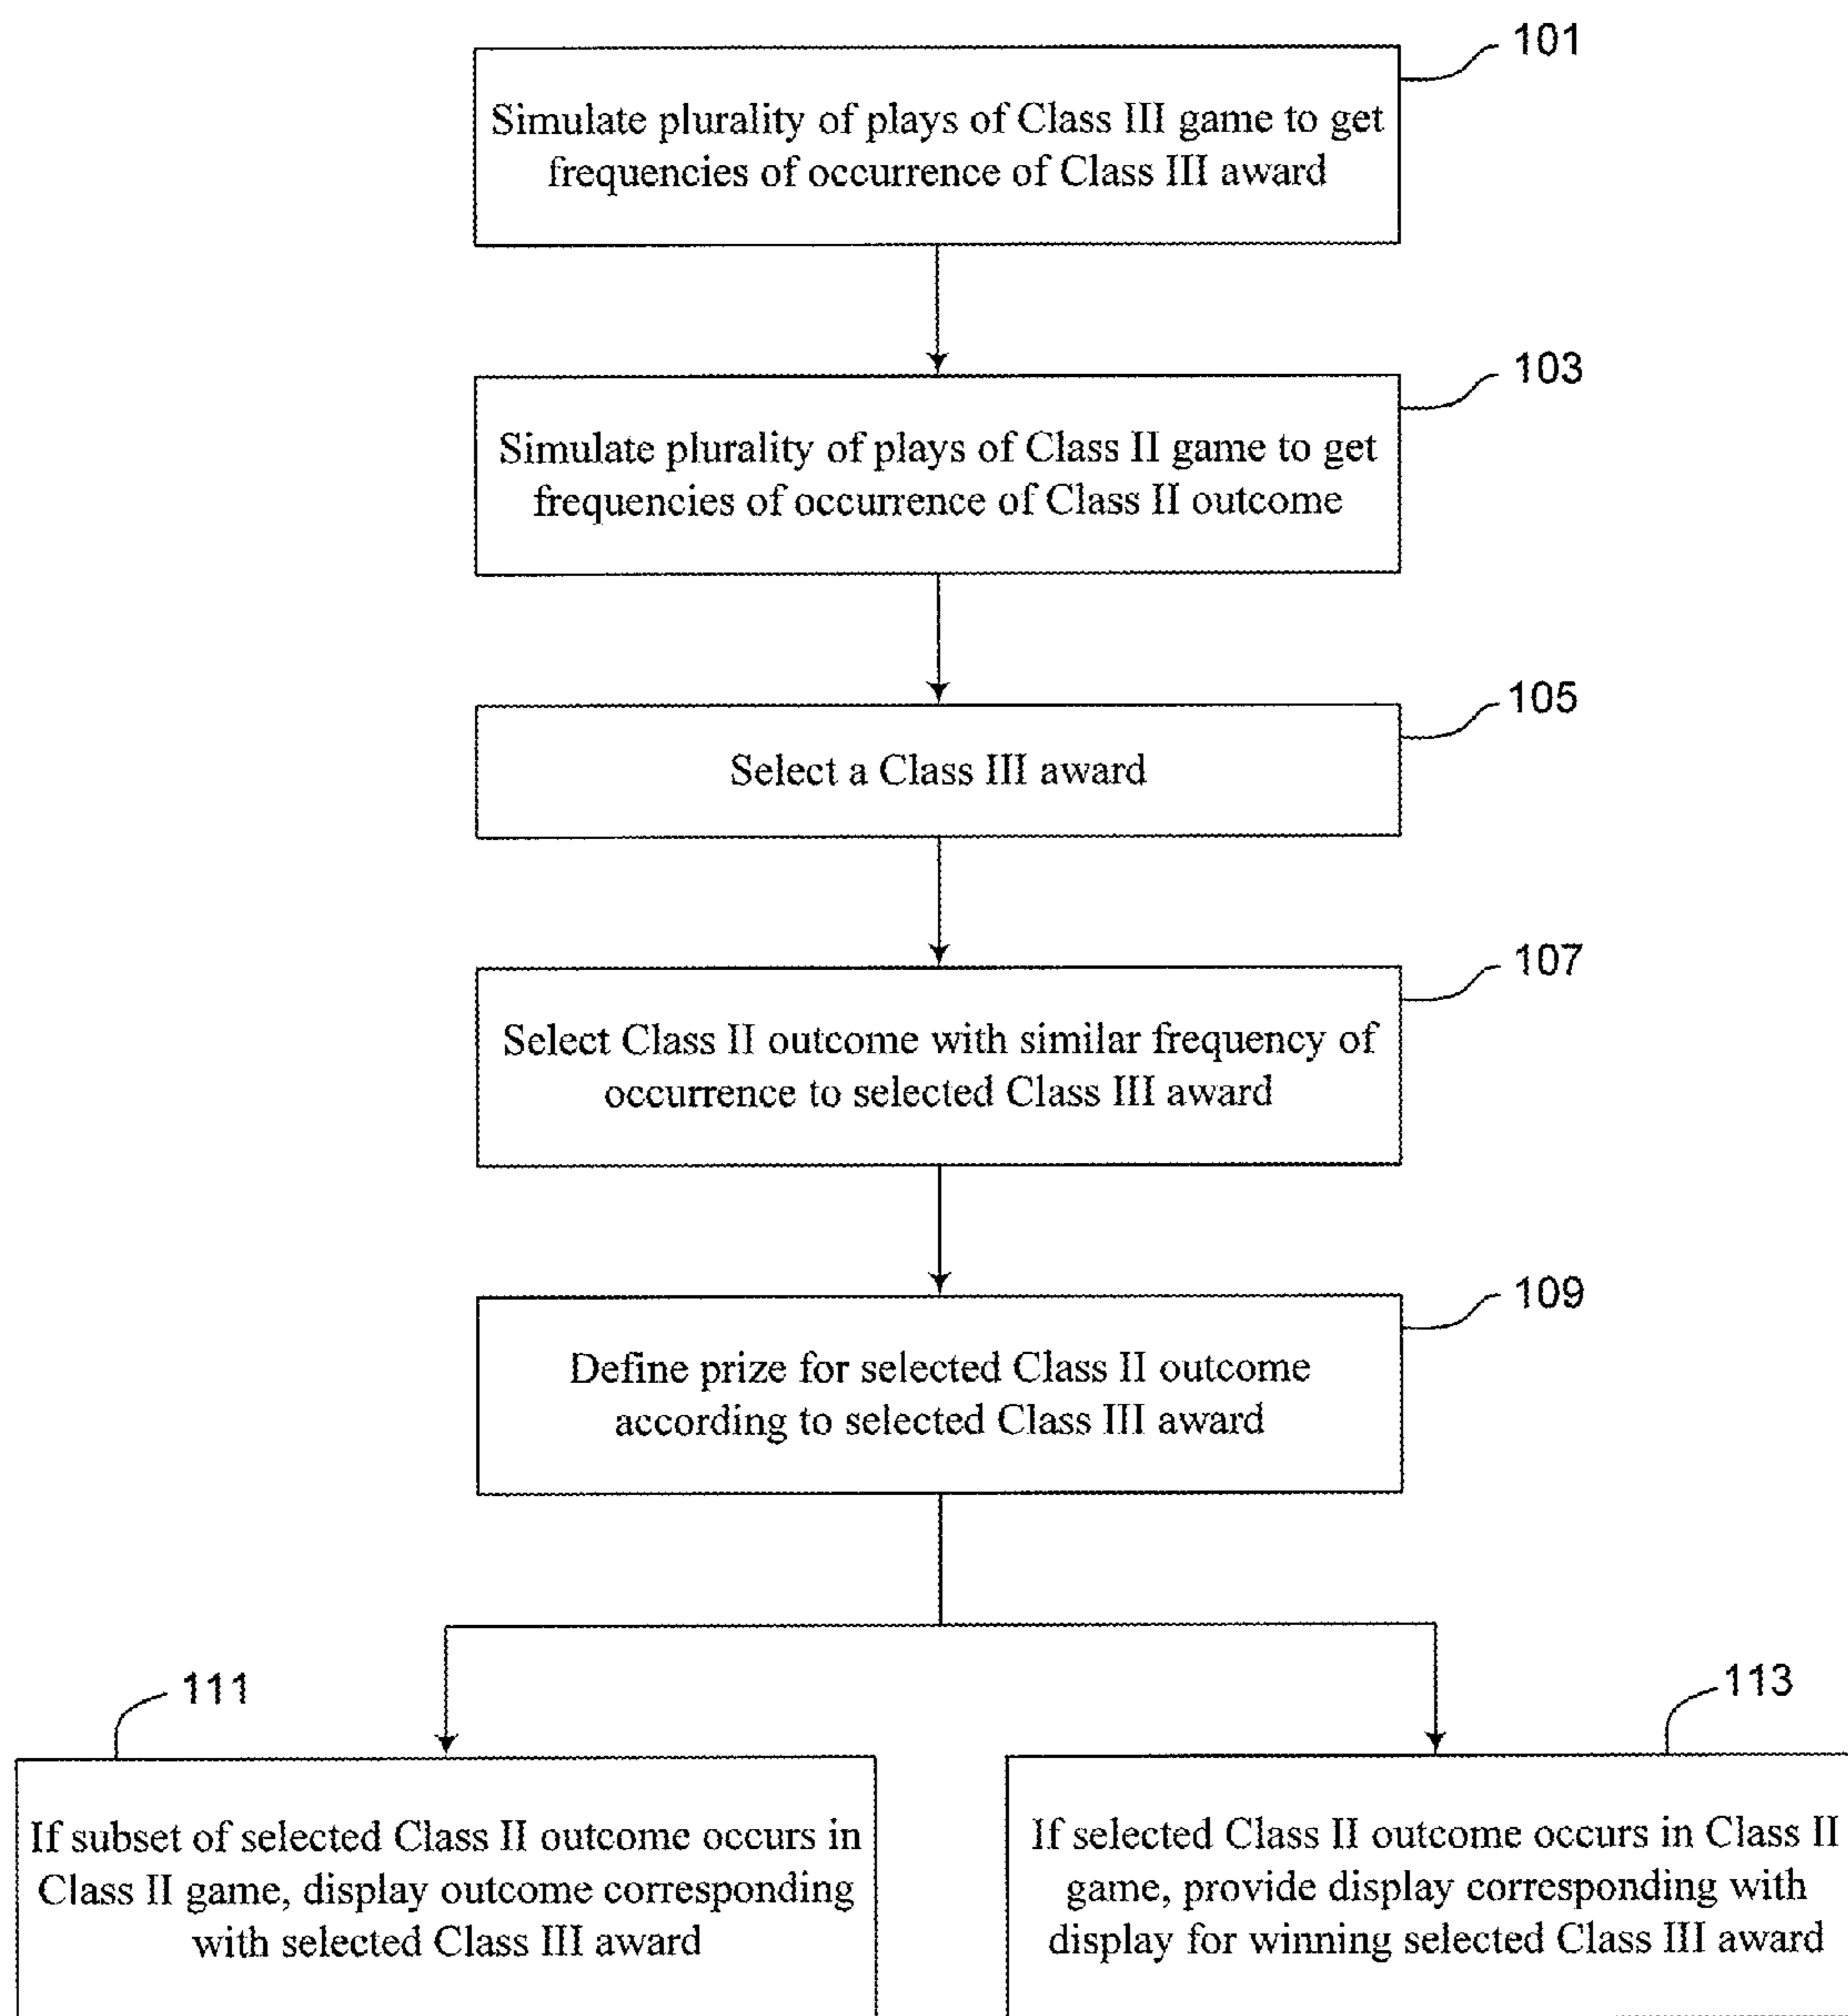 101
Simulate plurality of plays of Class III game to get
frequencies of occurrence of Class III award
103
Simulate plurality of plays of Class II game to get
frequencies of occurrence of Class II outcome
105
Select a Class III award
107
Select Class II outcome with similar frequency of
occurrence to selected Class III award
109
Define prize for selected Class II outcome
according to selected Class III award
111
If subset of selected Class II outcome occurs in
Class II game, display outcome corresponding
with selected Class III award
113
If selected Class II outcome occurs in Class II
game, provide display corresponding with
display for winning selected Class III award